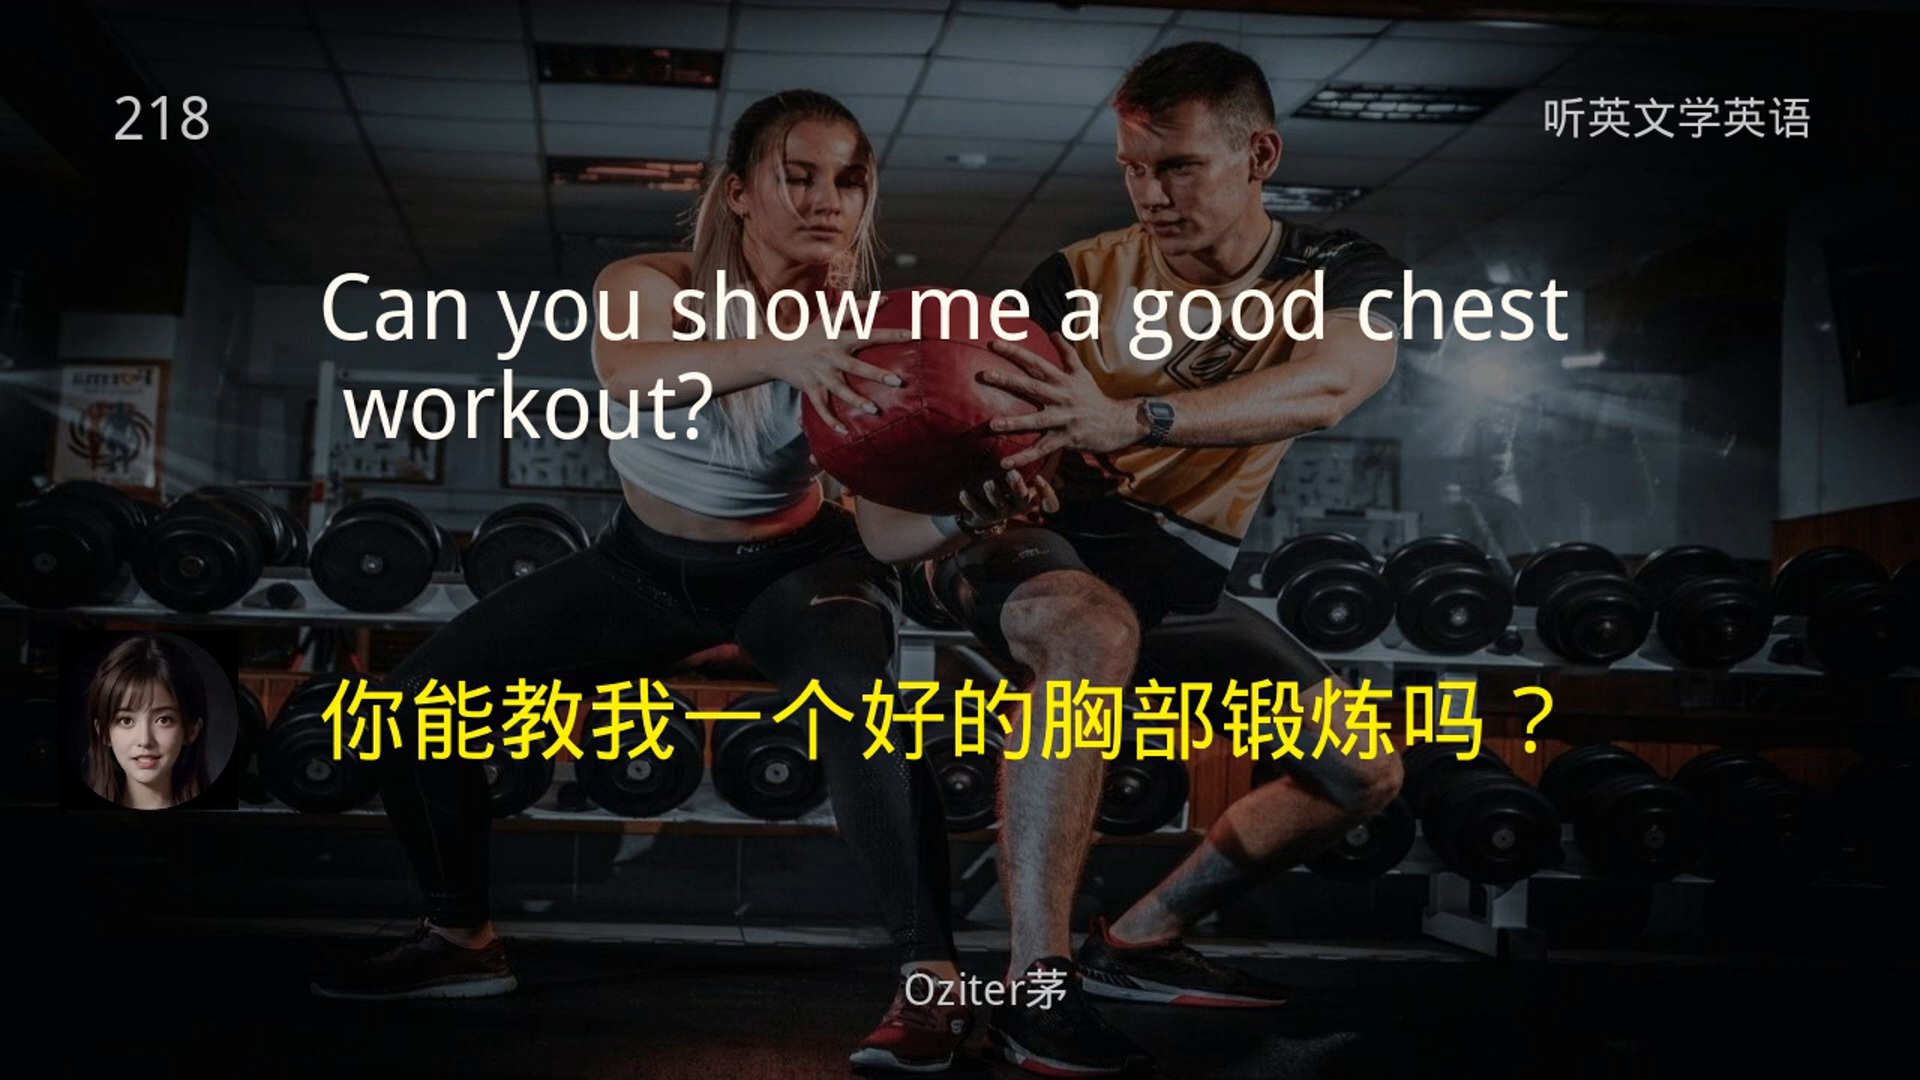 218
听英文学英语
Can you show me a good chest
workout?
你能教我一个好的胸部锻炼吗？
Oziter茅